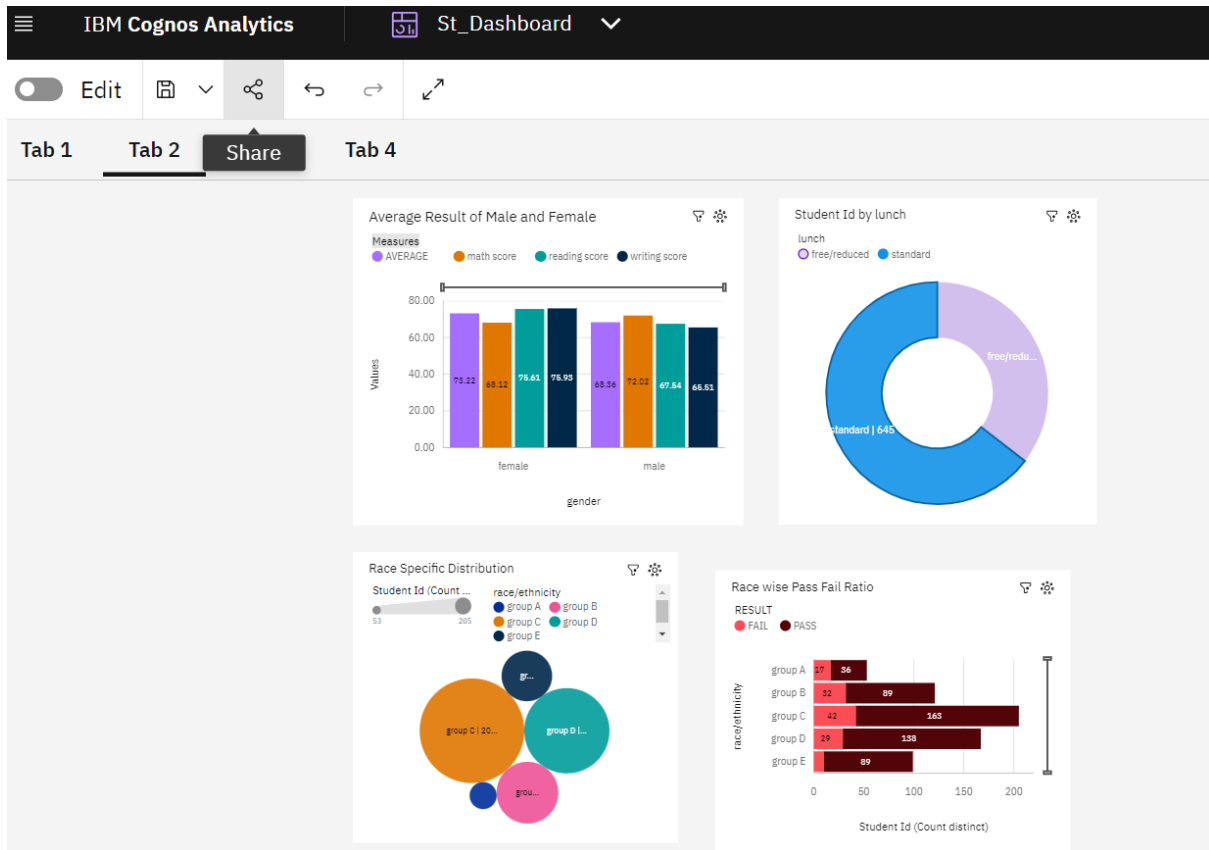 IBM Cognos Analytics
St_Dashboard
Edit
Tab 1
Tab 2
Share
Tab 4
Average Result of Male and Female
Measures
AVERAGE math score reading score writing score
80.00
60.00
40.00
20.00
0.00
Values
73.22 68.12 75.61 75.93 68.36 72.02 67.54 65.51
female male
gender
Student Id by lunch
lunch
free/reduced standard
free/redu...
standard | 645
Race Specific Distribution
Student Id (Count ...
53 205
race/ethnicity
group A group B
group C group D
group E
gr...
group C | 20...
group D |...
grou...
Race wise Pass Fail Ratio
RESULT
FAIL PASS
race/ethnicity
group A 17 36
group B 32 89
group C 42 163
group D 29 138
group E 89
0 50 100 150 200
Student Id (Count distinct)